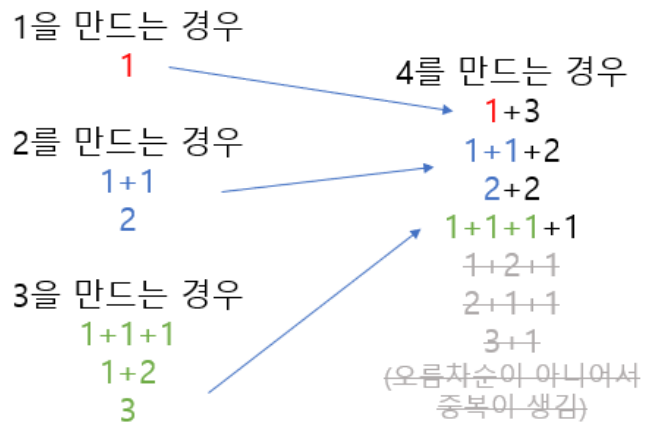 1을 만드는 경우
1
2를 만드는 경우
1+1
2
3을 만드는 경우
1+1+1
1+2
3
4를 만드는 경우
1+3
1+1+2
2+2
1+1+1+1
1+2+1
2+1+1
3+1
(오름차순이 아니어서
중복이 생김)